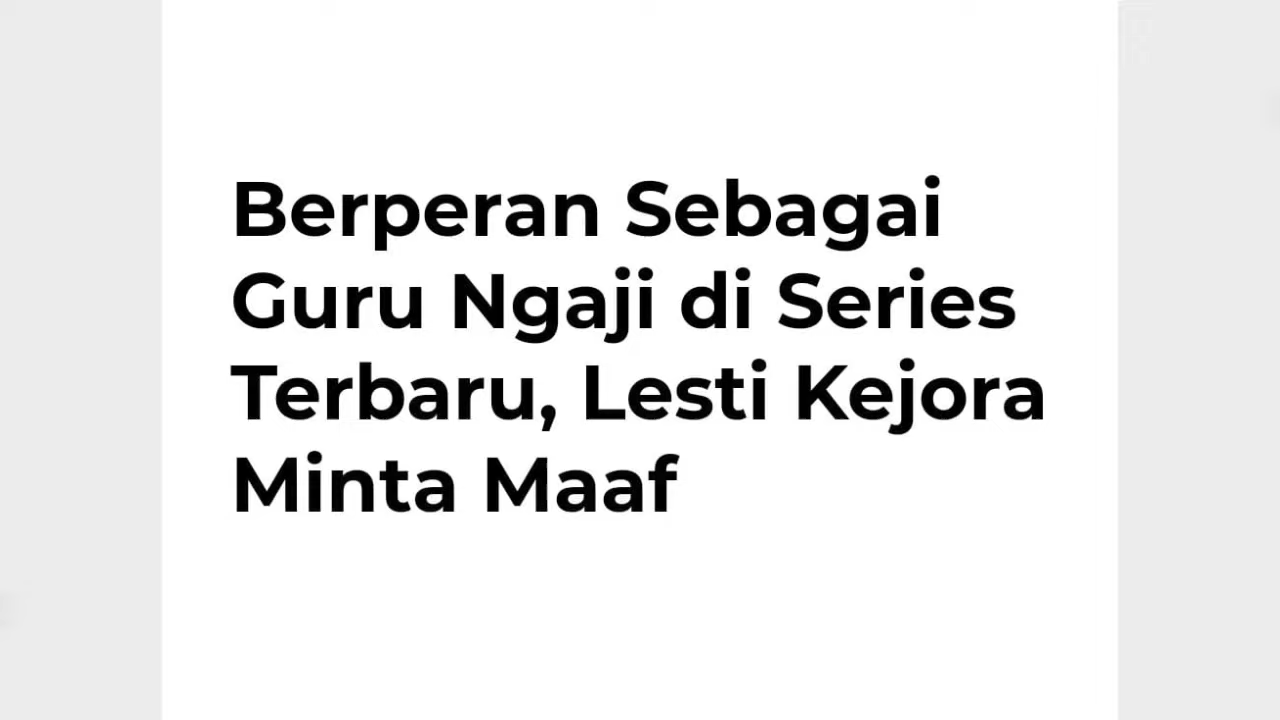 Berperan Sebagai
Guru Ngaji di Series
Terbaru, Lesti Kejora
Minta Maaf